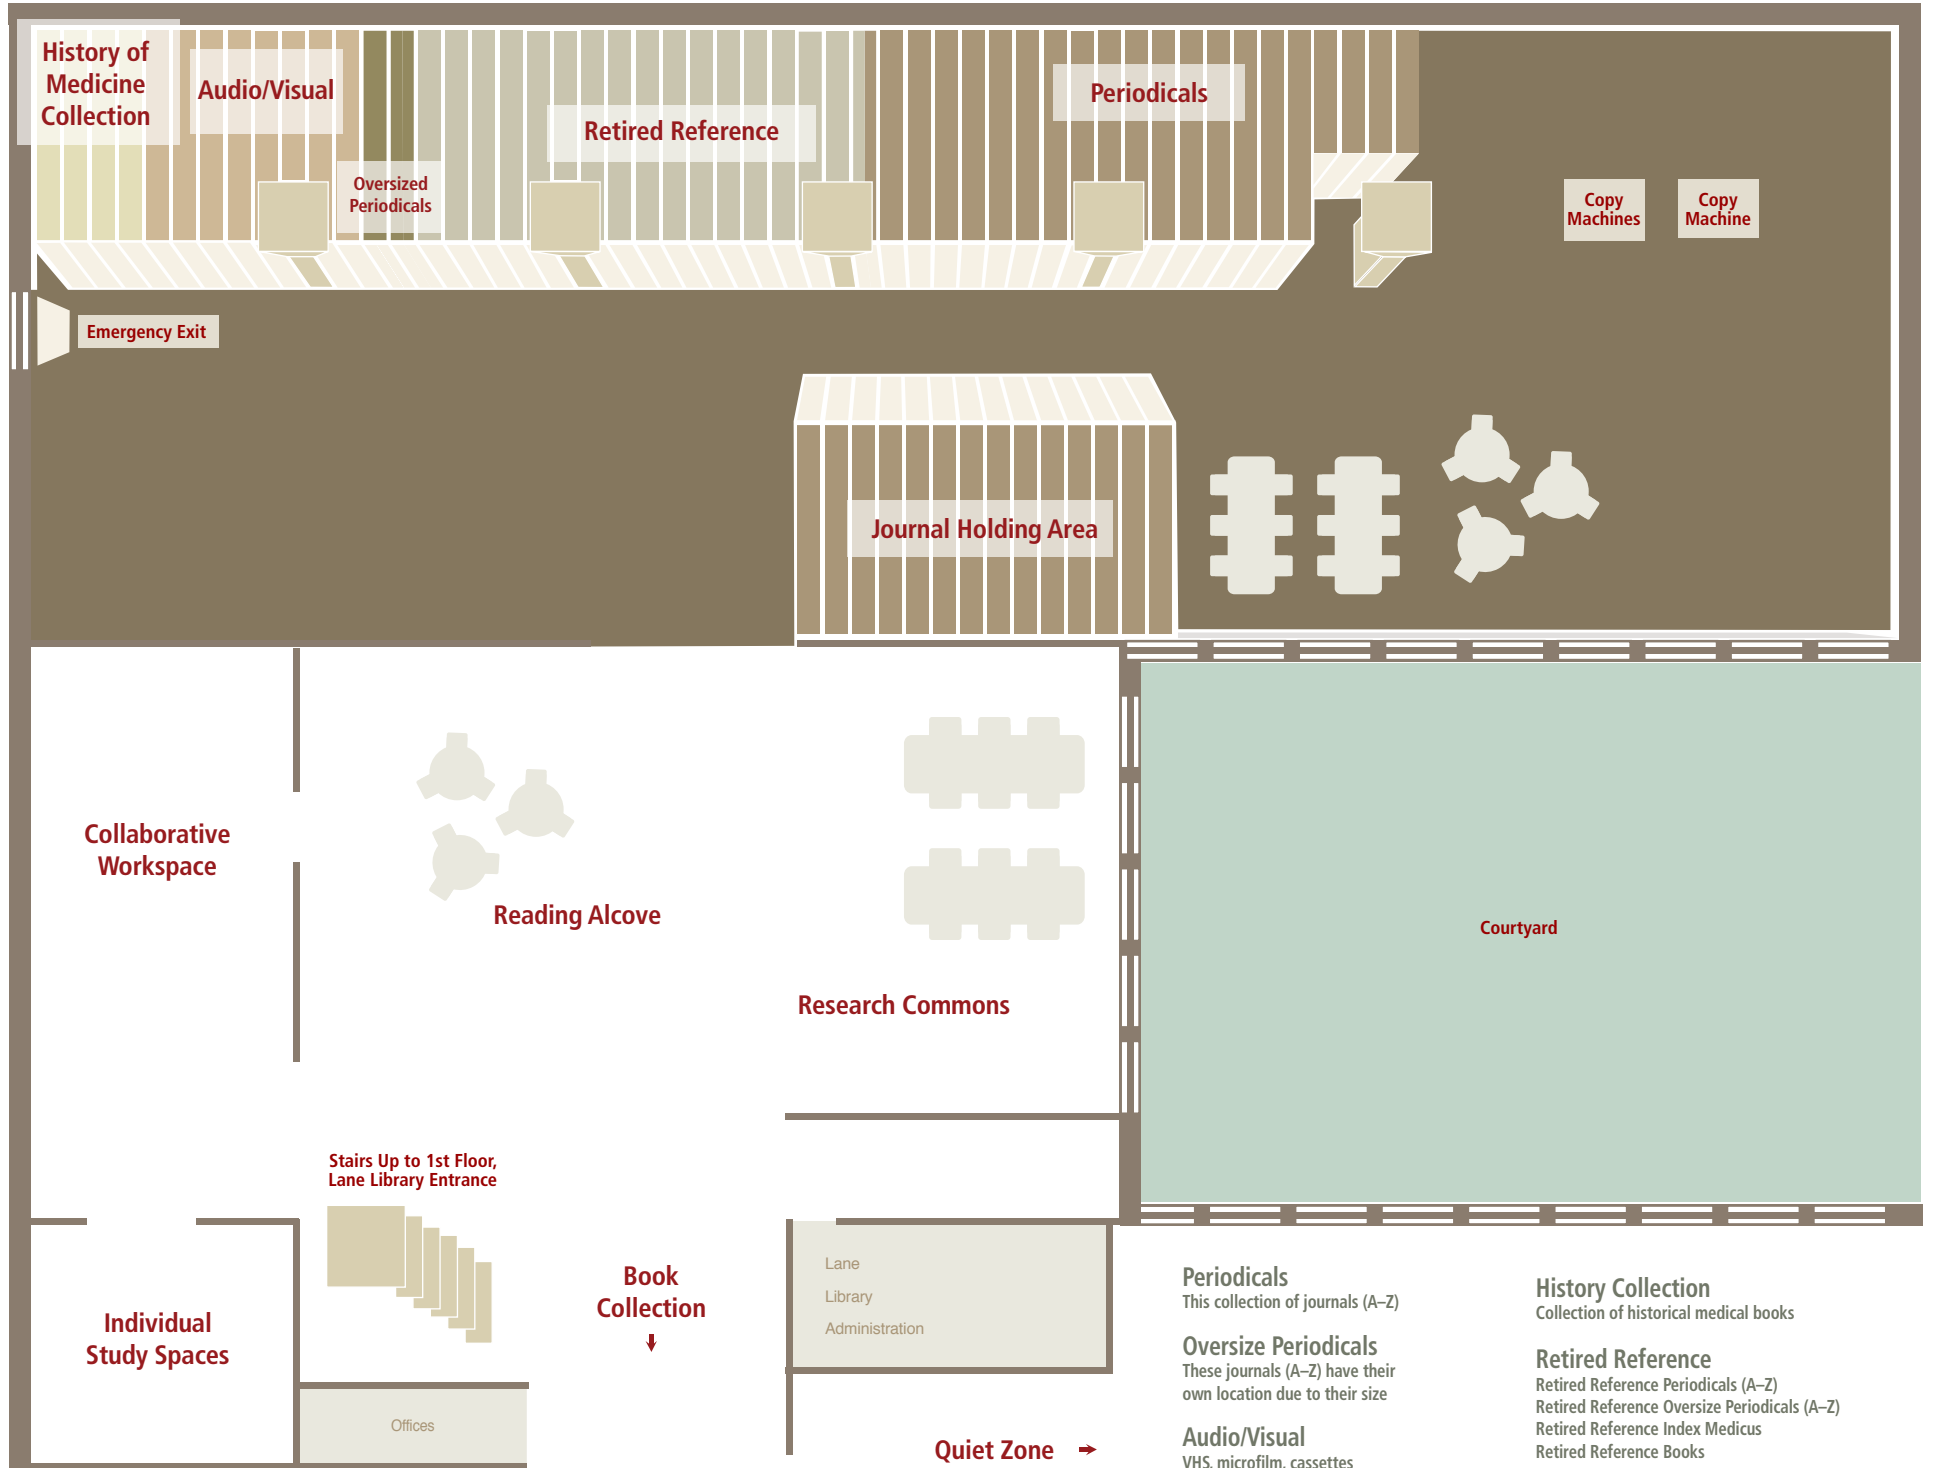 History of
Medicine
Collection
Audio/Visual
Retired Reference
Periodicals
Oversized
Periodicals
Copy
Machines
Copy
Machine
Emergency Exit
Journal Holding Area
Collaborative
Workspace
Reading Alcove
Research Commons
Courtyard
Stairs Up to 1st Floor,
Lane Library Entrance
Individual
Study Spaces
Book
Collection
Lane
Library
Administration
Offices
Quiet Zone
Periodicals
This collection of journals (A–Z)
Oversize Periodicals
These journals (A–Z) have their
own location due to their size
Audio/Visual
VHS, microfilm, cassettes
History Collection
Collection of historical medical books
Retired Reference
Retired Reference Periodicals (A–Z)
Retired Reference Oversize Periodicals (A–Z)
Retired Reference Index Medicus
Retired Reference Books